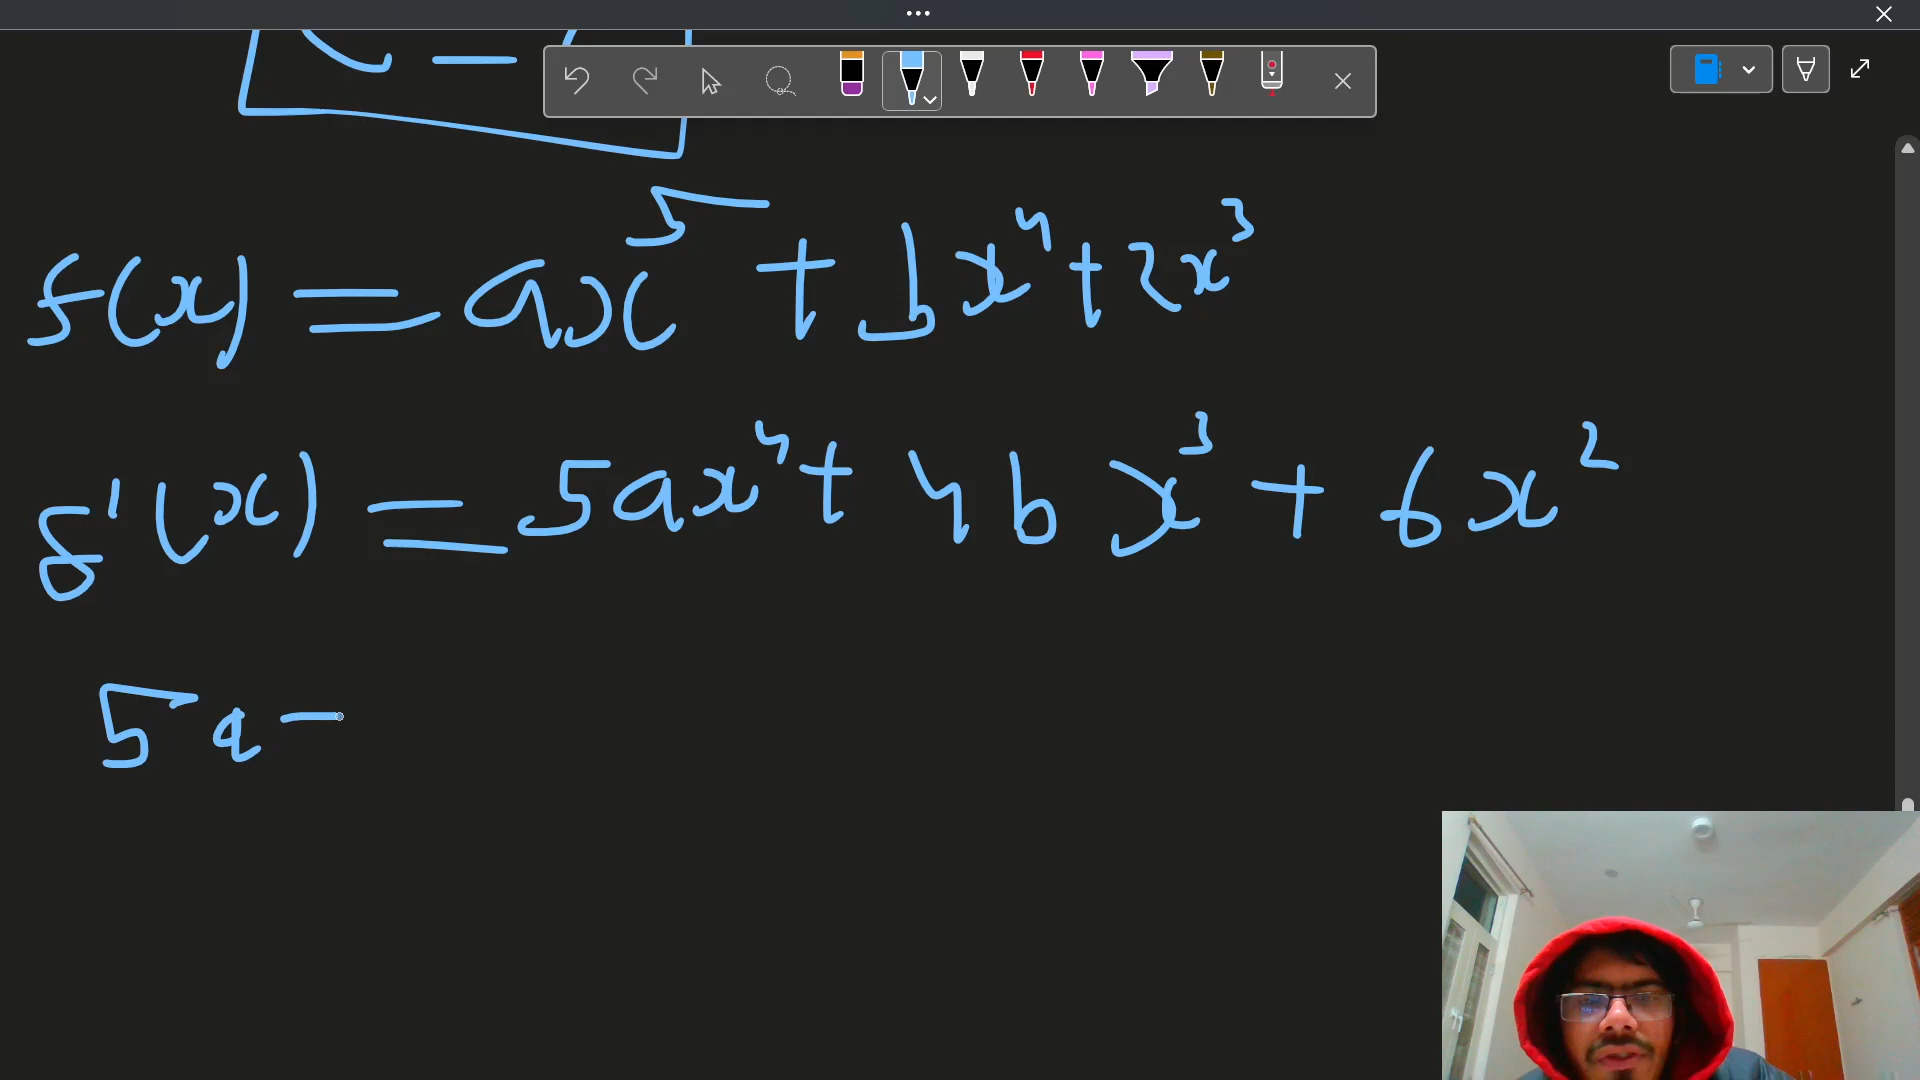 f(x) = ax⁵ + bx⁴ + 2x³
f'(x) = 5ax⁴ + 4bx³ + 6x²
5a -